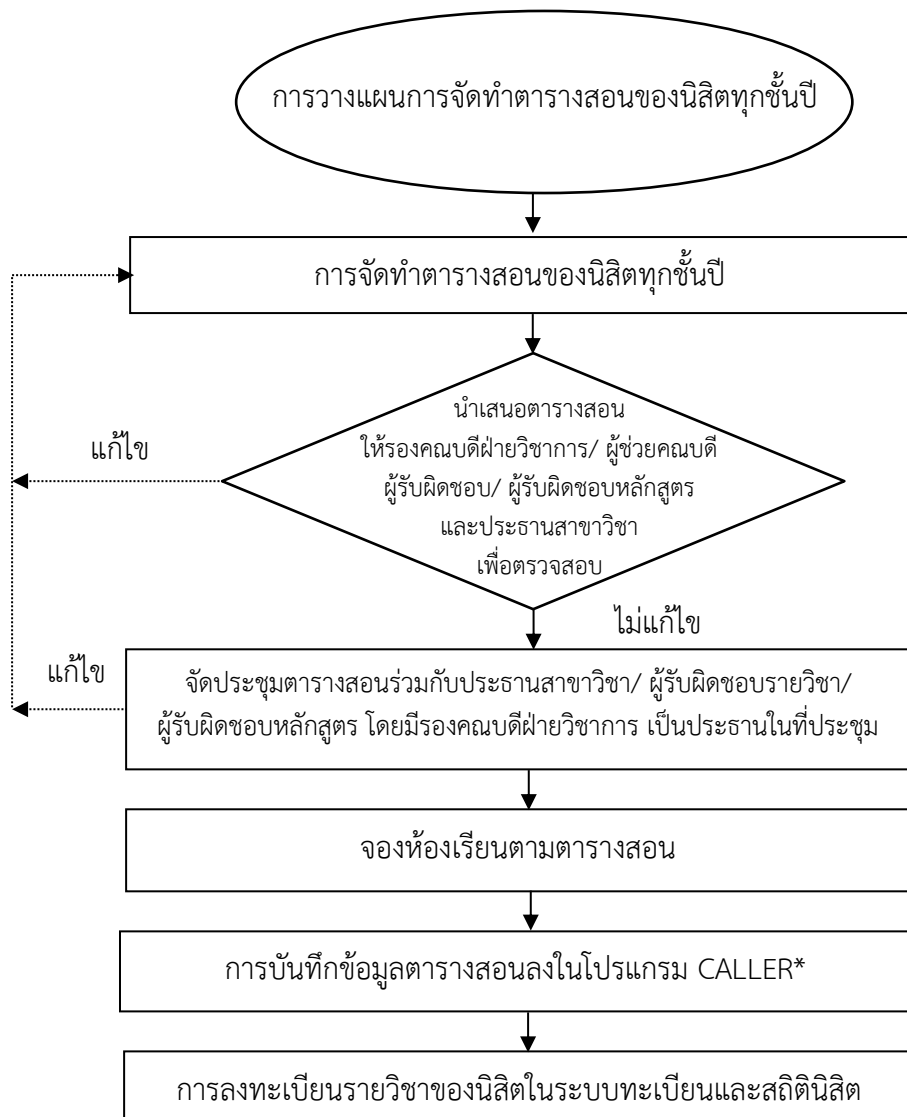 การวางแผนการจัดทำตารางสอนของนิสิตทุกชั้นปี
การจัดทำตารางสอนของนิสิตทุกชั้นปี
นำเสนอตารางสอน
ให้รองคณบดีฝ่ายวิชาการ/ ผู้ช่วยคณบดี
ผู้รับผิดชอบ/ ผู้รับผิดชอบหลักสูตร
และประธานสาขาวิชา
เพื่อตรวจสอบ
แก้ไข
ไม่แก้ไข
แก้ไข
จัดประชุมตารางสอนร่วมกับประธานสาขาวิชา/ ผู้รับผิดชอบรายวิชา/
ผู้รับผิดชอบหลักสูตร โดยมีรองคณบดีฝ่ายวิชาการ เป็นประธานในที่ประชุม
จองห้องเรียนตามตารางสอน
การบันทึกข้อมูลตารางสอนลงในโปรแกรม CALLER*
การลงทะเบียนรายวิชาของนิสิตในระบบทะเบียนและสถิตินิสิต